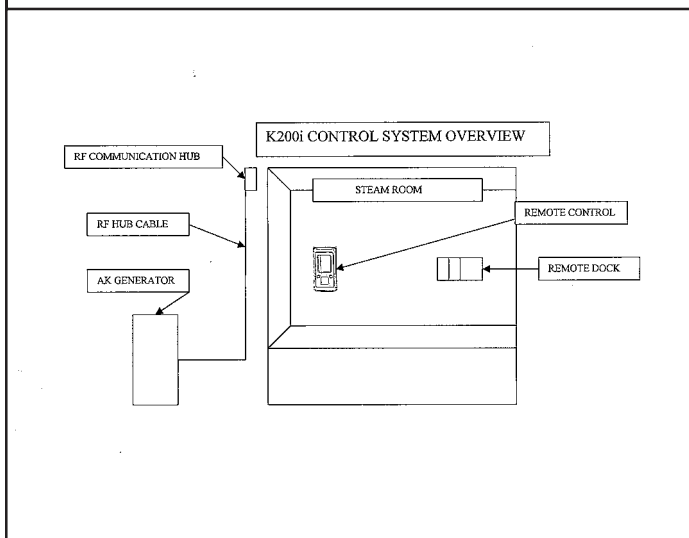 K200i CONTROL SYSTEM OVERVIEW
RF COMMUNICATION HUB
STEAM ROOM
REMOTE CONTROL
RF HUB CABLE
REMOTE DOCK
AK GENERATOR